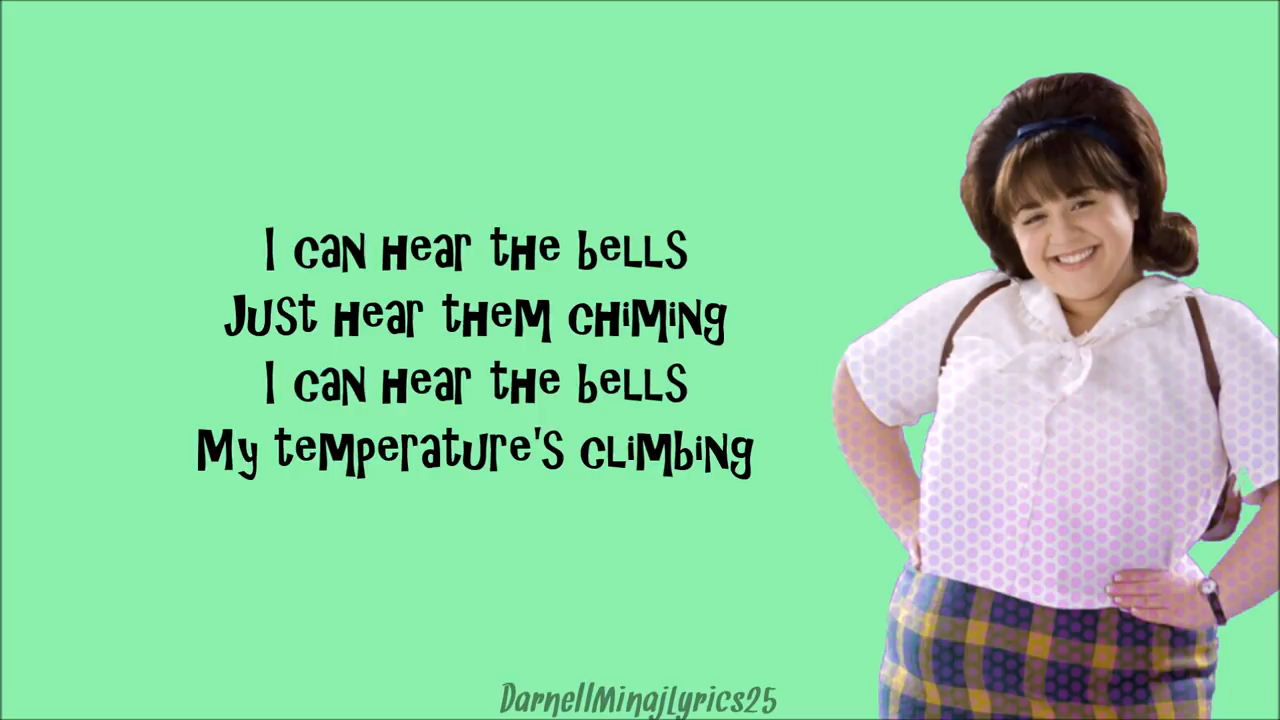 I can hear the bells
Just hear them chiming
I can hear the bells
My temperature's climbing
DarnellMinajLyrics25